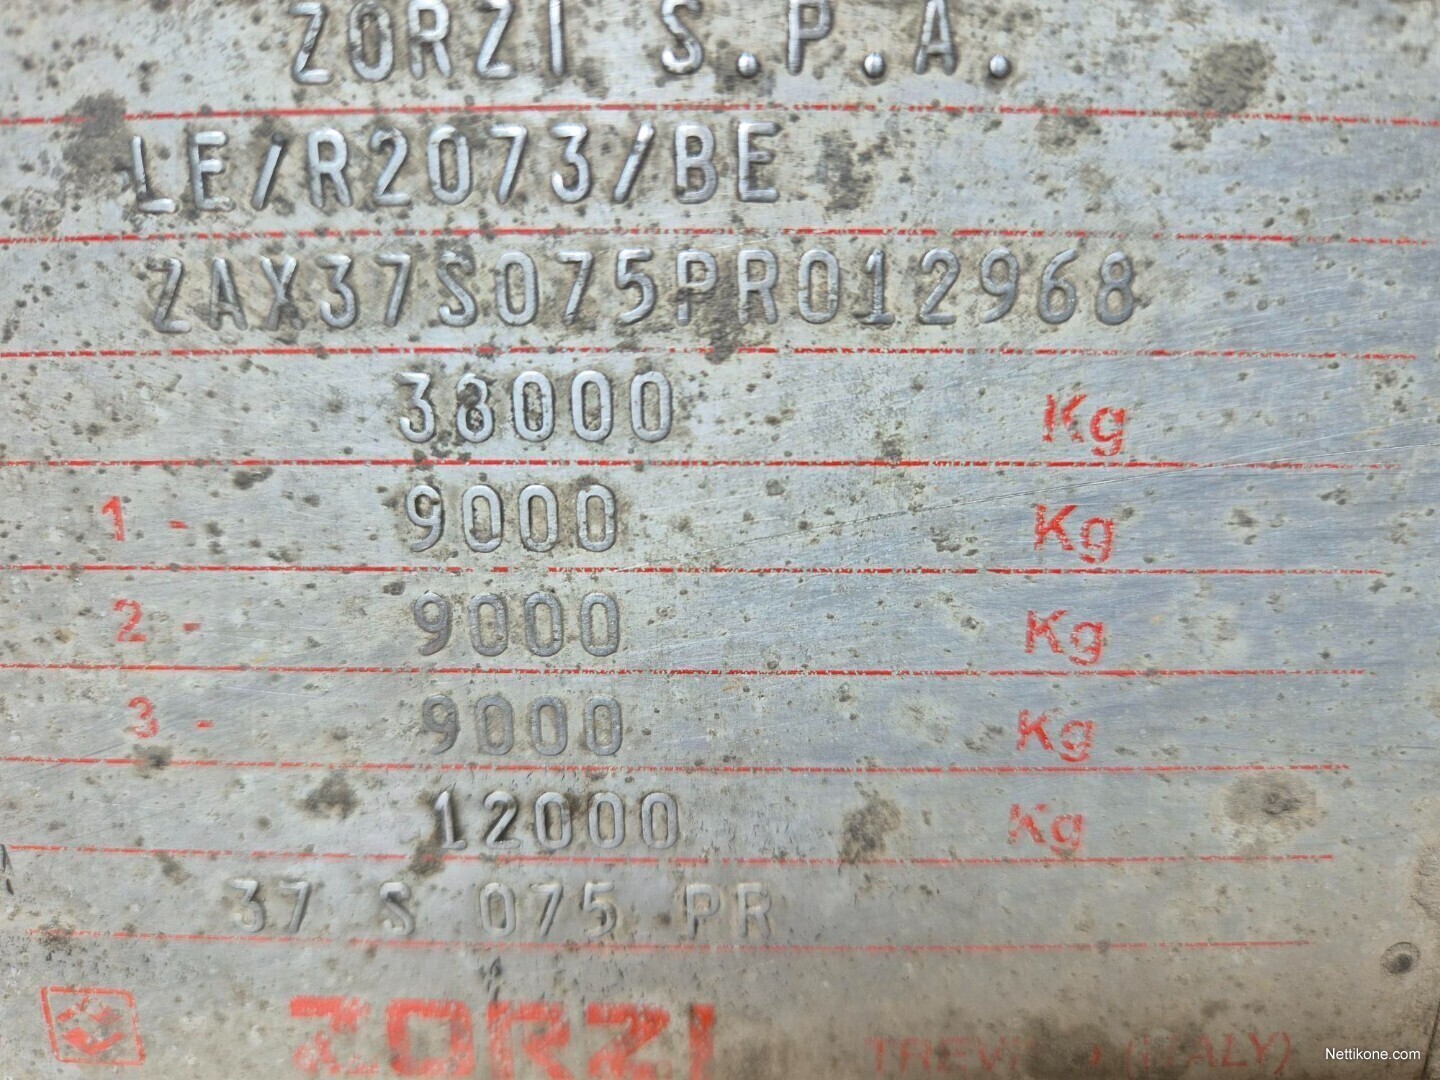 ZORZI S.P.A.
LE/R2073/BE
ZAX37S075PR012968
38000 Kg
1 - 9000 Kg
2 - 9000 Kg
3 - 9000 Kg
12000 Kg
37 S 075 PR
ZORZI (ITALY)
Nettikone.com